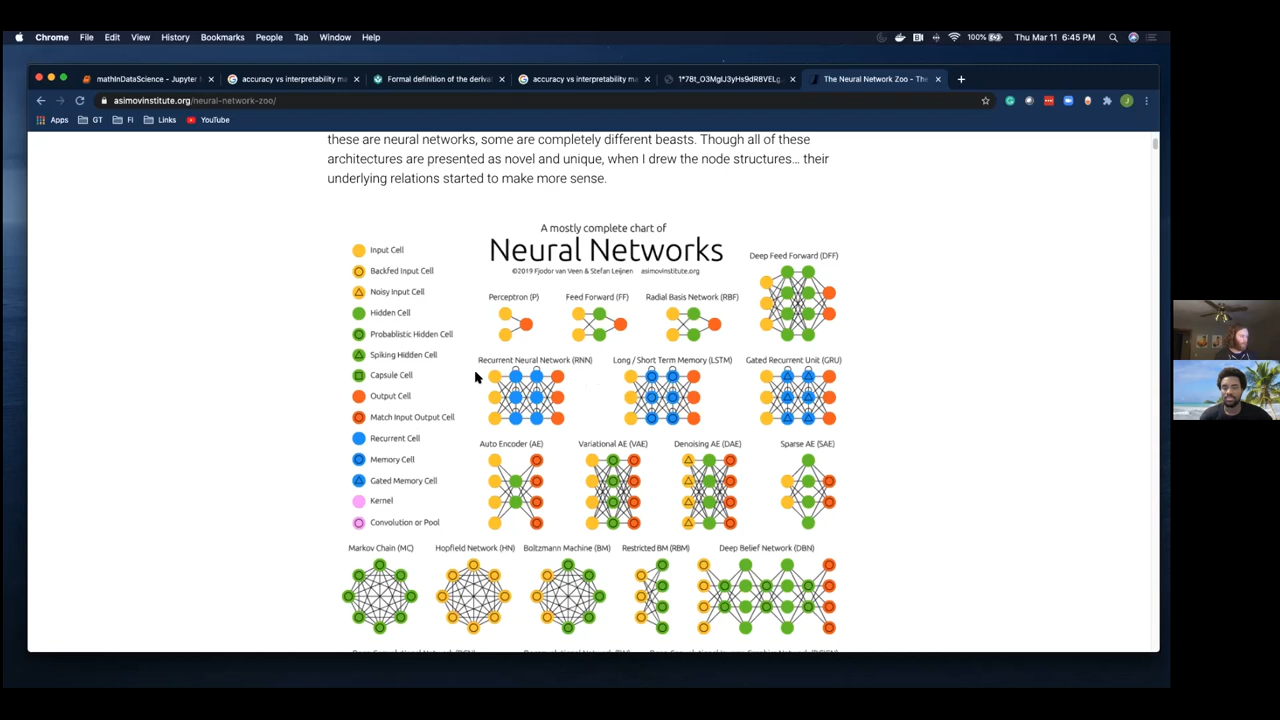 Chrome File Edit View History Bookmarks People Tab Window Help 100% Thu Mar 11 6:45 PM
mathInDataScience - Jupyter accuracy vs interpretability ma Formal definition of the deriva accuracy vs interpretability ma 1*78t_O3MgIJ3yHs9dR8VELg The Neural Network Zoo - The
asimovinstitute.org/neural-network-zoo/
Apps GT FI Links YouTube
these are neural networks, some are completely different beasts. Though all of these
architectures are presented as novel and unique, when I drew the node structures… their
underlying relations started to make more sense.
A mostly complete chart of
Neural Networks
©2019 Fjodor van Veen & Stefan Leijnen asimovinstitute.org
Input Cell
Backfed Input Cell
Noisy Input Cell
Hidden Cell
Probablistic Hidden Cell
Spiking Hidden Cell
Capsule Cell
Output Cell
Match Input Output Cell
Recurrent Cell
Memory Cell
Gated Memory Cell
Kernel
Convolution or Pool
Deep Feed Forward (DFF)
Perceptron (P) Feed Forward (FF) Radial Basis Network (RBF)
Recurrent Neural Network (RNN) Long / Short Term Memory (LSTM) Gated Recurrent Unit (GRU)
Auto Encoder (AE) Variational AE (VAE) Denoising AE (DAE) Sparse AE (SAE)
Markov Chain (MC) Hopfield Network (HN) Boltzmann Machine (BM) Restricted BM (RBM) Deep Belief Network (DBN)